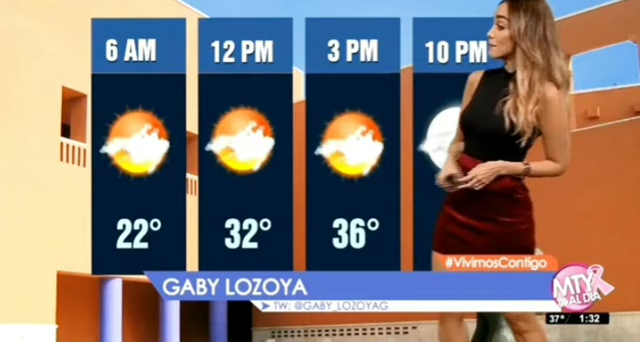 6 AM
12 PM
3 PM
10 PM
22°
32°
36°
#VivimosContigo
GABY LOZOYA
TW: @GABY_LOZOYAG
MTY
AL DÍA
37° 1:32